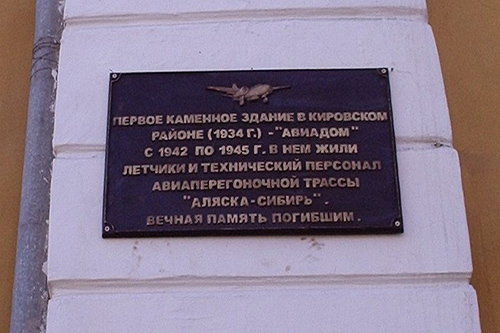 ПЕРВОЕ КАМЕННОЕ ЗДАНИЕ В КИРОВСКОМ
РАЙОНЕ (1934 Г.) - "АВИАДОМ"
С 1942 ПО 1945 Г. В НЕМ ЖИЛИ
ЛЕТЧИКИ И ТЕХНИЧЕСКИЙ ПЕРСОНАЛ
АВИАПЕРЕГОНОЧНОЙ ТРАССЫ
"АЛЯСКА-СИБИРЬ".
ВЕЧНАЯ ПАМЯТЬ ПОГИБШИМ.